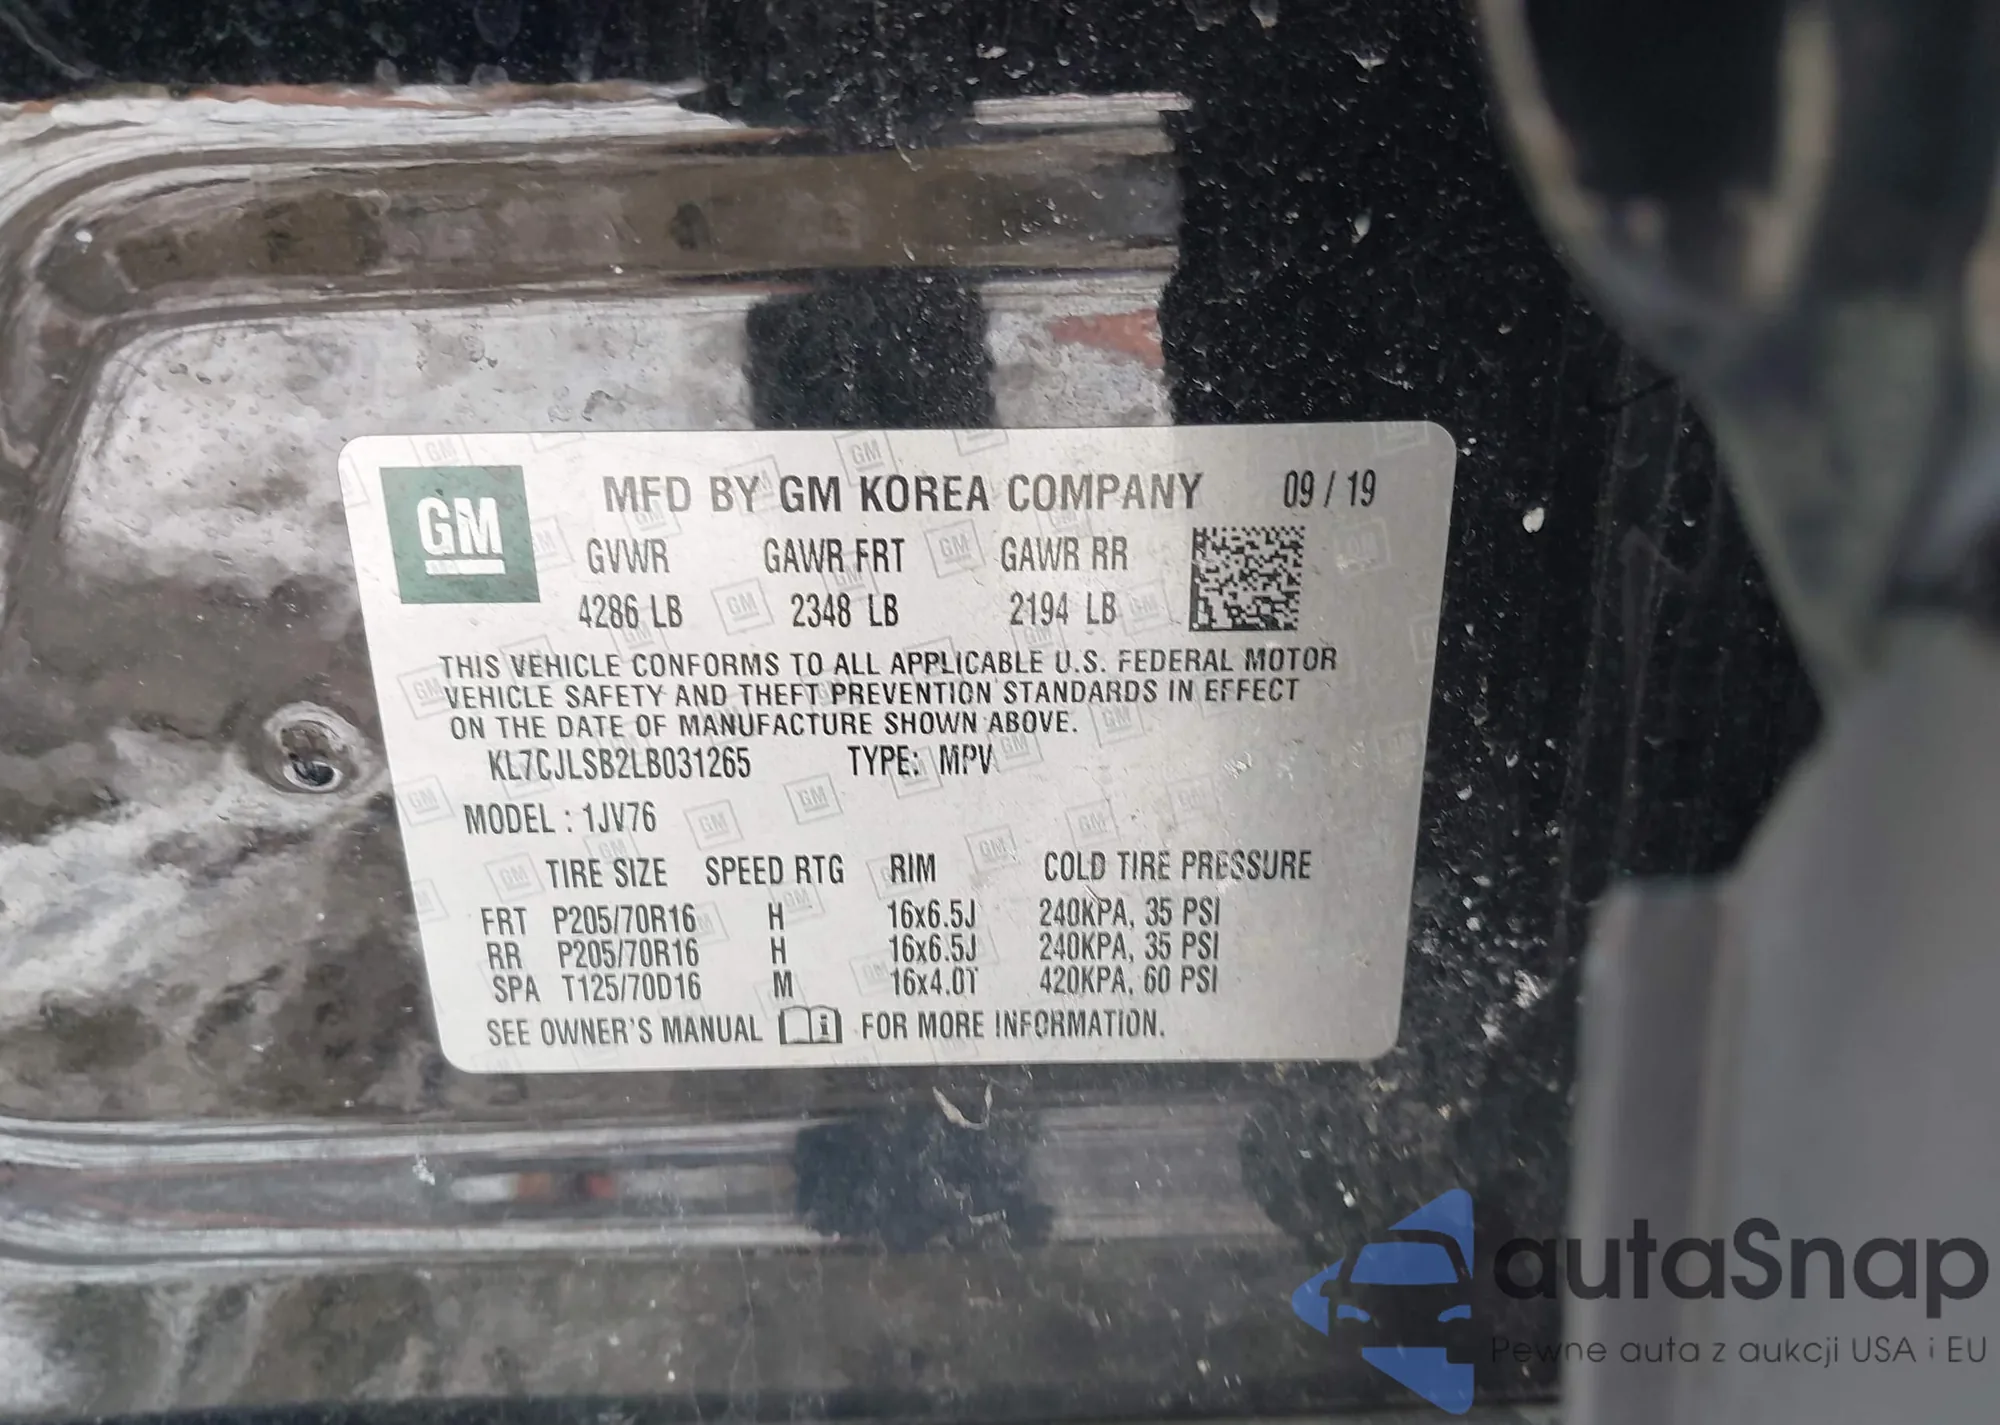 GM
MFD BY GM KOREA COMPANY 09 / 19
GVWR GAWR FRT GAWR RR
4286 LB 2348 LB 2194 LB
THIS VEHICLE CONFORMS TO ALL APPLICABLE U.S. FEDERAL MOTOR
VEHICLE SAFETY AND THEFT PREVENTION STANDARDS IN EFFECT
ON THE DATE OF MANUFACTURE SHOWN ABOVE.
KL7CJLSB2LB031265 TYPE: MPV
MODEL : 1JV76
TIRE SIZE SPEED RTG RIM COLD TIRE PRESSURE
FRT P205/70R16 H 16x6.5J 240KPA, 35 PSI
RR P205/70R16 H 16x6.5J 240KPA, 35 PSI
SPA T125/70D16 M 16x4.0T 420KPA, 60 PSI
SEE OWNER'S MANUAL i FOR MORE INFORMATION.
autaSnap
Pewne auta z aukcji USA i EU